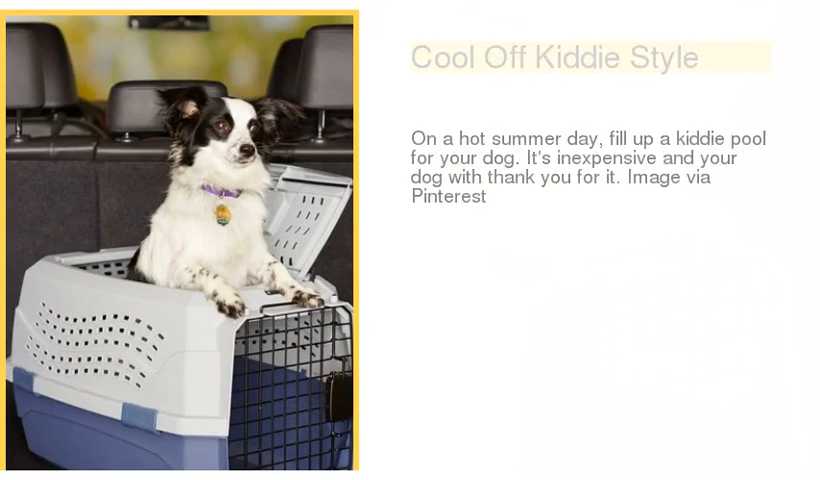 Cool Off Kiddie Style
On a hot summer day, fill up a kiddie pool
for your dog. It's inexpensive and your
dog with thank you for it. Image via
Pinterest